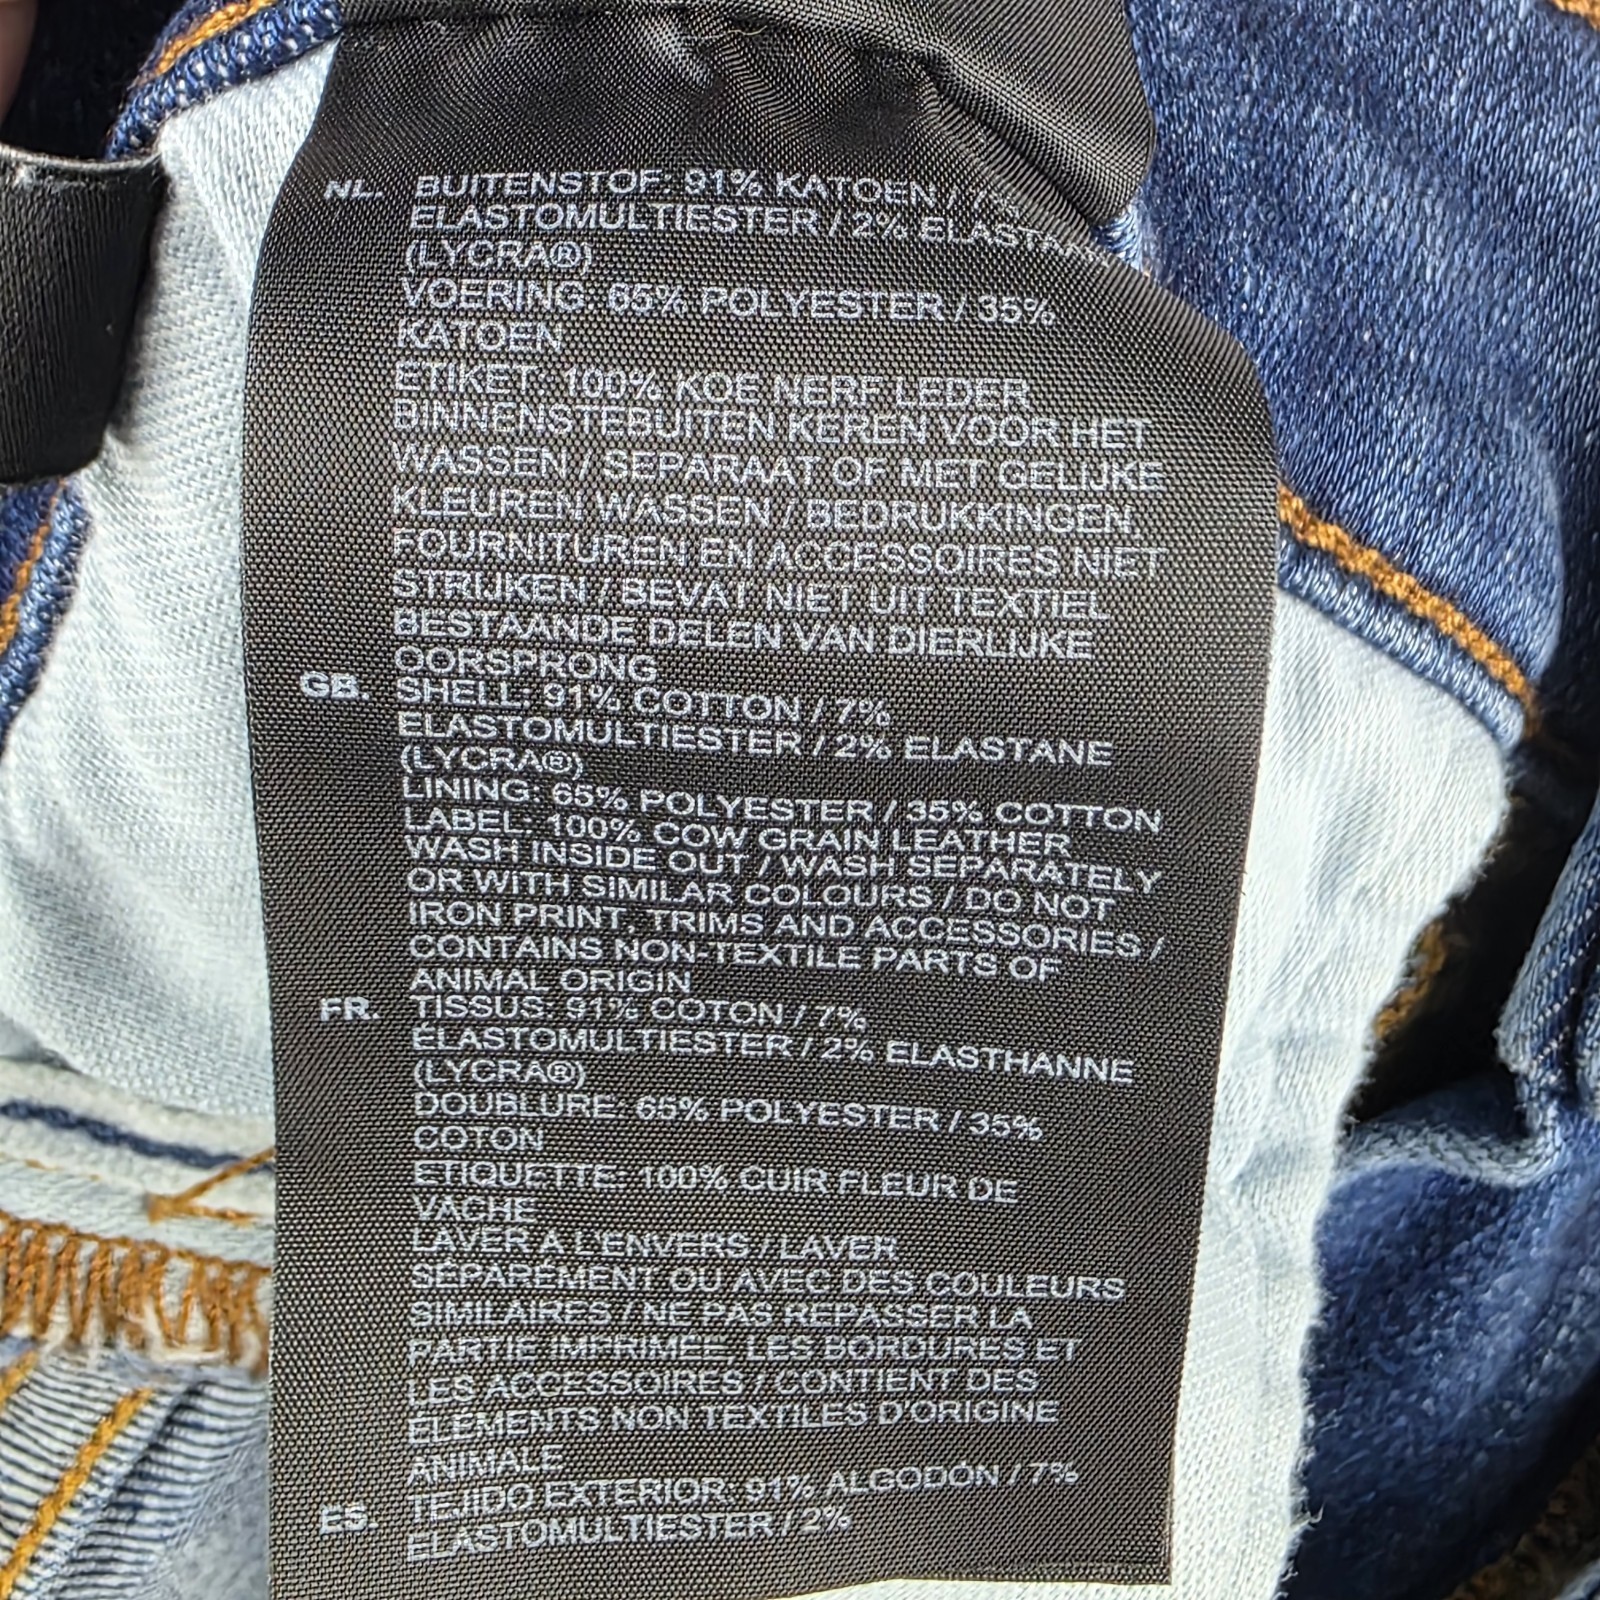 NL. BUITENSTOF: 91% KATOEN / 7%
ELASTOMULTIESTER / 2% ELASTA
(LYCRA®)
VOERING: 65% POLYESTER / 35%
KATOEN
ETIKET: 100% KOE NERF LEDER
BINNENSTEBUITEN KEREN VOOR HET
WASSEN / SEPARAAT OF MET GELIJKE
KLEUREN WASSEN / BEDRUKKINGEN,
FOURNITUREN EN ACCESSOIRES NIET
STRIJKEN / BEVAT NIET UIT TEXTIEL
BESTAANDE DELEN VAN DIERLIJKE
OORSPRONG
GB. SHELL: 91% COTTON / 7%
ELASTOMULTIESTER / 2% ELASTANE
(LYCRA®)
LINING: 65% POLYESTER / 35% COTTON
LABEL: 100% COW GRAIN LEATHER
WASH INSIDE OUT / WASH SEPARATELY
OR WITH SIMILAR COLOURS / DO NOT
IRON PRINT, TRIMS AND ACCESSORIES /
CONTAINS NON-TEXTILE PARTS OF
ANIMAL ORIGIN
FR. TISSUS: 91% COTON / 7%
ÉLASTOMULTIESTER / 2% ELASTHANNE
(LYCRA®)
DOUBLURE: 65% POLYESTER / 35%
COTON
ETIQUETTE: 100% CUIR FLEUR DE
VACHE
LAVER A L'ENVERS / LAVER
SÉPARÉMENT OU AVEC DES COULEURS
SIMILAIRES / NE PAS REPASSER LA
PARTIE IMPRIMÉE, LES BORDURES ET
LES ACCESSOIRES / CONTIENT DES
ÉLÉMENTS NON TEXTILES D'ORIGINE
ANIMALE
ES. TEJIDO EXTERIOR: 91% ALGODÓN / 7%
ELASTOMULTIESTER / 2%